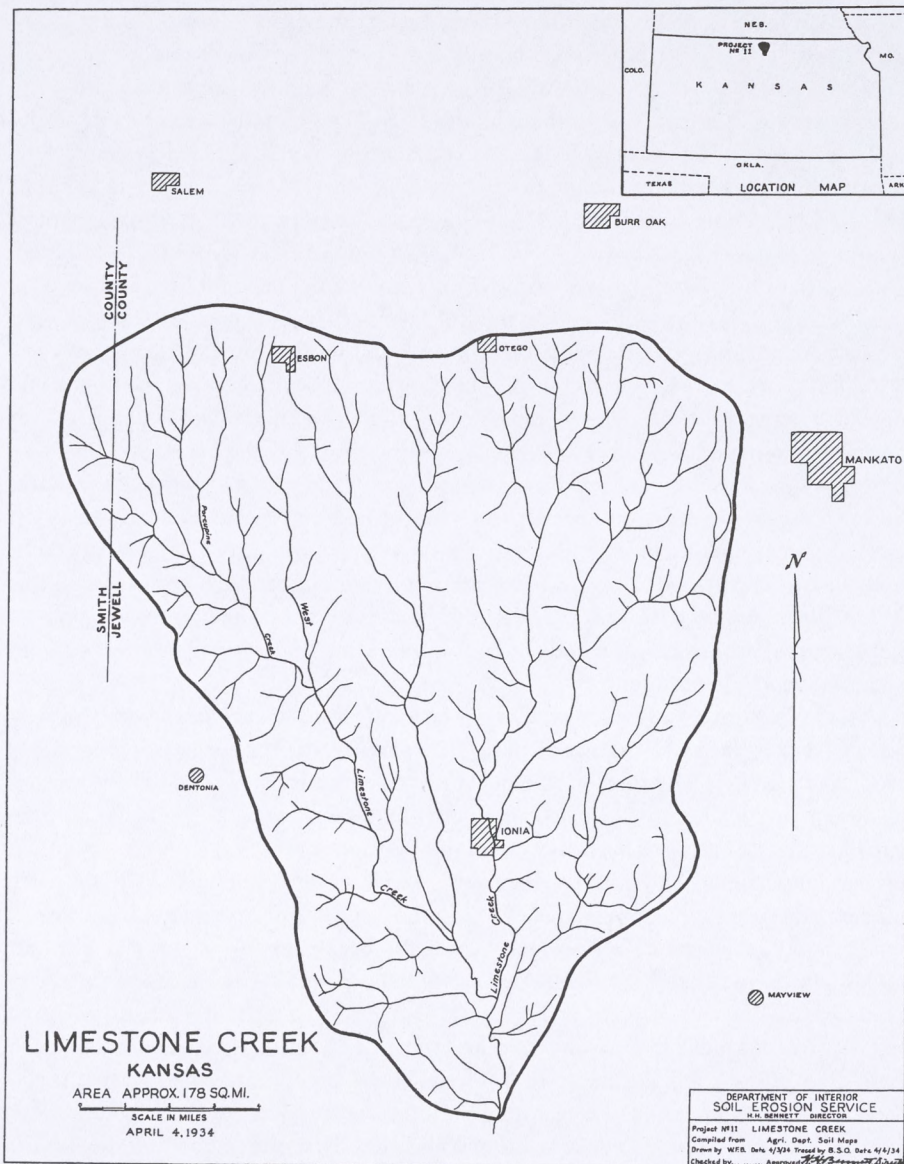 NEB.
PROJECT
Nº 11
MO.
COLO.
K A N S A S
OKLA.
TEXAS
LOCATION MAP
ARK
SALEM
BURR OAK
COUNTY
COUNTY
ESBON
OTEGO
MANKATO
Porcupine
N
SMITH
JEWELL
West
Creek
DENTONIA
Limestone
IONIA
Creek
Creek
Limestone
MAYVIEW
LIMESTONE CREEK
KANSAS
AREA APPROX. 178 SQ. MI.
SCALE IN MILES
APRIL 4, 1934
DEPARTMENT OF INTERIOR
SOIL EROSION SERVICE
H.H. BENNETT DIRECTOR
Project Nº 11 LIMESTONE CREEK
Compiled from Agri. Dept. Soil Maps
Drawn by W.F.B. Date 4/3/34 Traced by B.S.O. Date 4/4/34
Checked by Approved H.H. Bennett